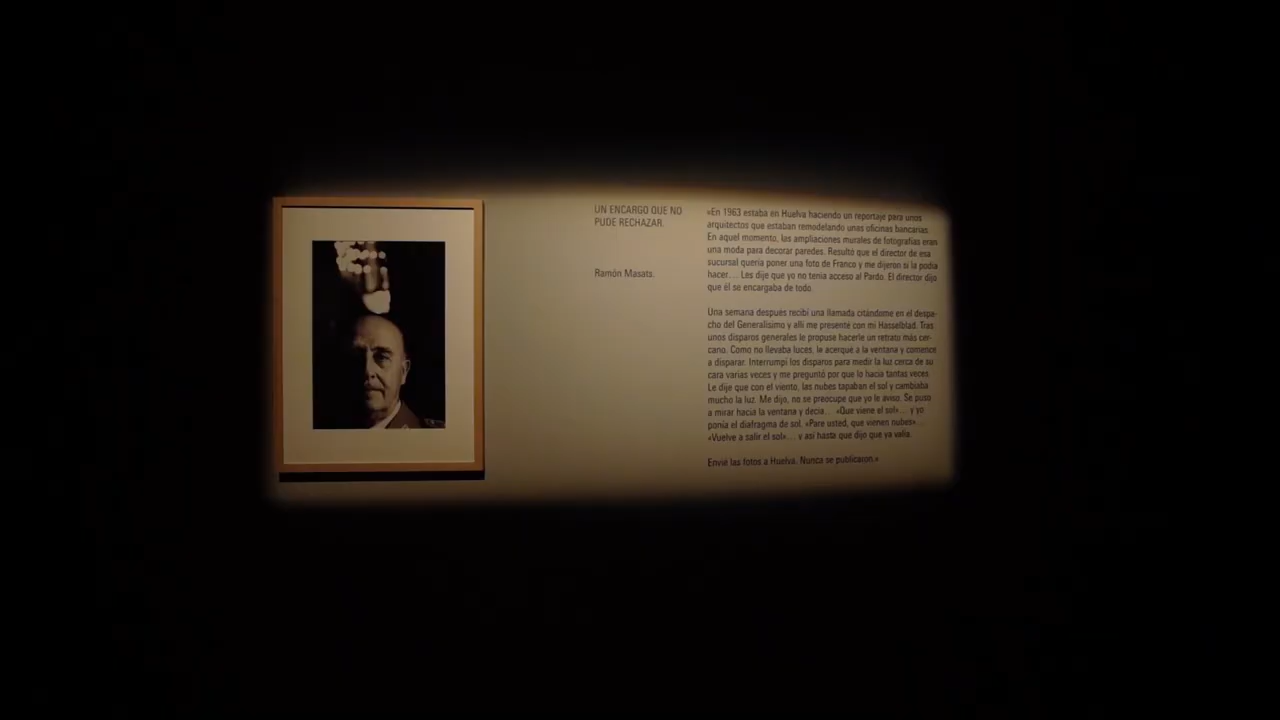 UN ENCARGO QUE NO
PUDE RECHAZAR.
Ramón Masats.
«En 1963 estaba en Huelva haciendo un reportaje para unos
arquitectos que estaban remodelando unas oficinas bancarias.
En aquel momento, las ampliaciones murales de fotografías eran
una moda para decorar paredes. Resultó que el director de esa
sucursal quería poner una foto de Franco y me dijeron si la podía
hacer… Les dije que yo no tenía acceso al Pardo. El director dijo
que él se encargaba de todo.
Una semana después recibí una llamada citándome en el despa-
cho del Generalísimo y allí me presenté con mi Hasselblad. Tras
unos disparos generales le propuse hacerle un retrato más cer-
cano. Como no llevaba luces, le acerqué a la ventana y comencé
a disparar. Interrumpí los disparos para medir la luz cerca de su
cara varias veces y me preguntó por que lo hacía tantas veces.
Le dije que con el viento, las nubes tapaban el sol y cambiaba
mucho la luz. Me dijo, no se preocupe que yo le aviso. Se puso
a mirar hacia la ventana y decía… «Que viene el sol»… y yo
ponía el diafragma de sol. «Pare usted, que vienen nubes»…
«Vuelve a salir el sol»… y así hasta que dijo que ya valía.
Envié las fotos a Huelva. Nunca se publicaron.»